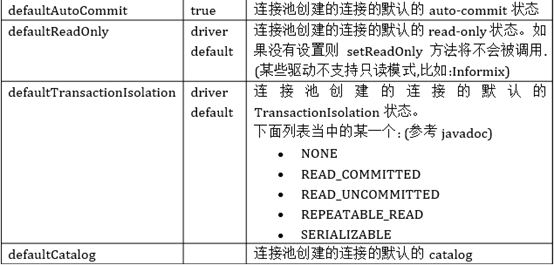 defaultAutoCommit true 连接池创建的连接的默认的 auto-commit 状态
defaultReadOnly driver 连接池创建的连接的默认的 read-only 状态。如
default 果没有设置则 setReadOnly 方法将不会被调用.
(某些驱动不支持只读模式,比如:Informix)
defaultTransactionIsolation driver 连接池创建的连接的默认的
default TransactionIsolation 状态。
下面列表当中的某一个: (参考 javadoc)
• NONE
• READ_COMMITTED
• READ_UNCOMMITTED
• REPEATABLE_READ
• SERIALIZABLE
defaultCatalog 连接池创建的连接的默认的 catalog